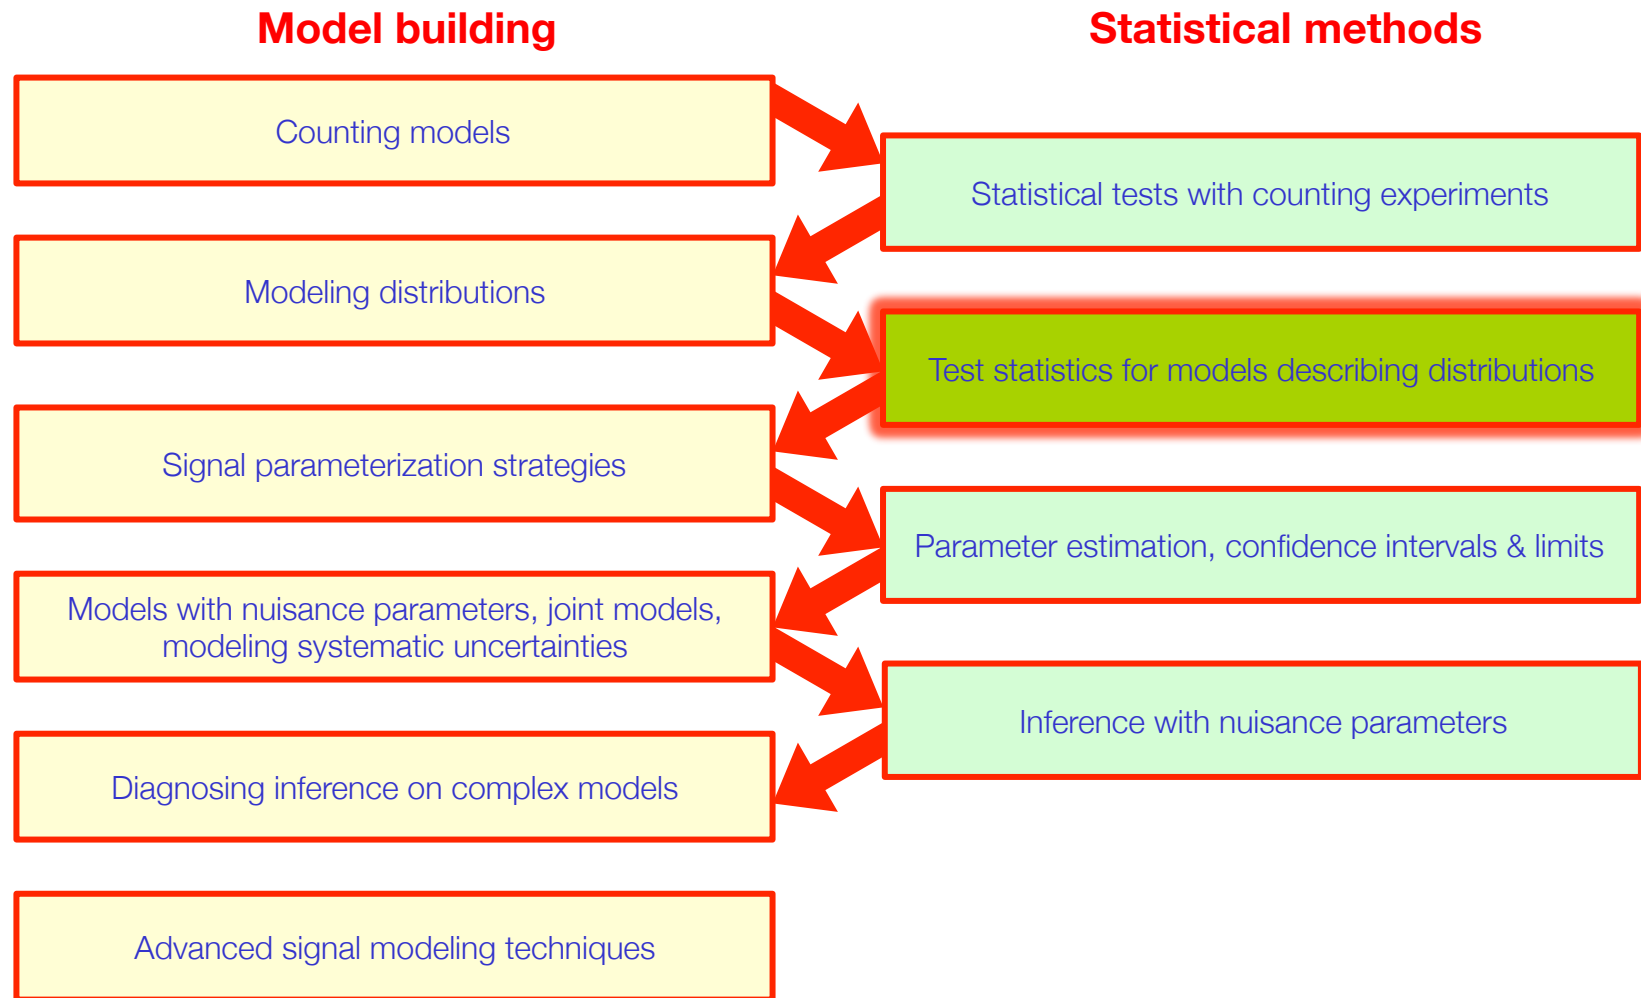 Model building
Statistical methods
Counting models
Statistical tests with counting experiments
Modeling distributions
Test statistics for models describing distributions
Signal parameterization strategies
Parameter estimation, confidence intervals & limits
Models with nuisance parameters, joint models,
modeling systematic uncertainties
Inference with nuisance parameters
Diagnosing inference on complex models
Advanced signal modeling techniques